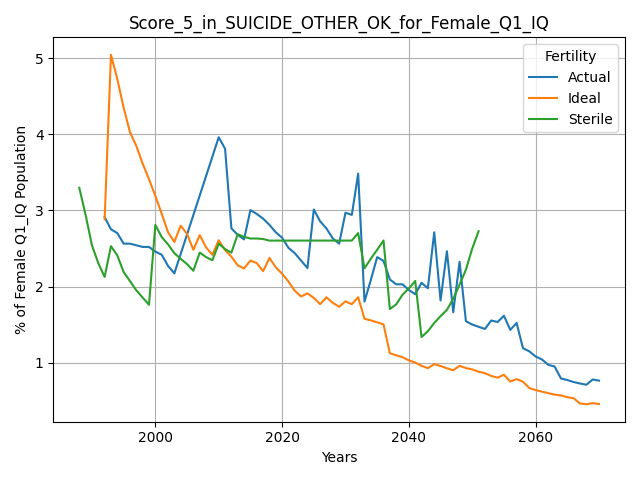 Score_5_in_SUICIDE_OTHER_OK_for_Female_Q1_IQ
% of Female Q1_IQ Population
5
4
3
2
1
Fertility
Actual
Ideal
Sterile
2000 2020 2040 2060
Years